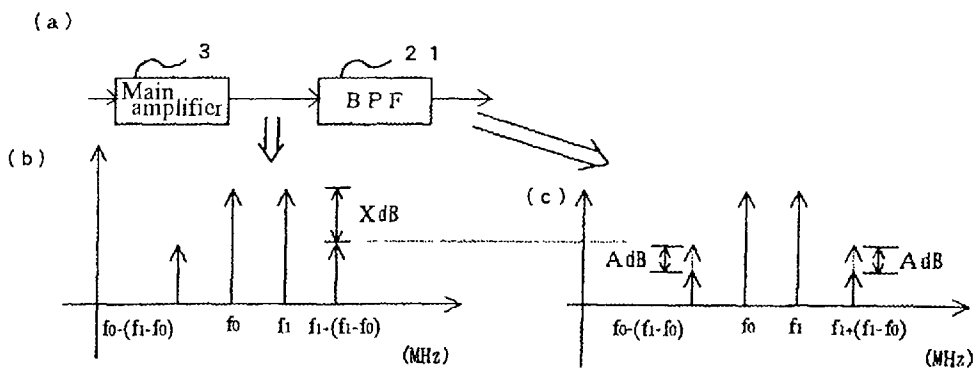 (a)
3
2 1
Main
amplifier
BPF
(b)
XdB
f0-(f1-f0)
f0
f1
f1+(f1-f0)
(MHz)
(c)
AdB
AdB
f0-(f1-f0)
f0
f1
f1+(f1-f0)
(MHz)